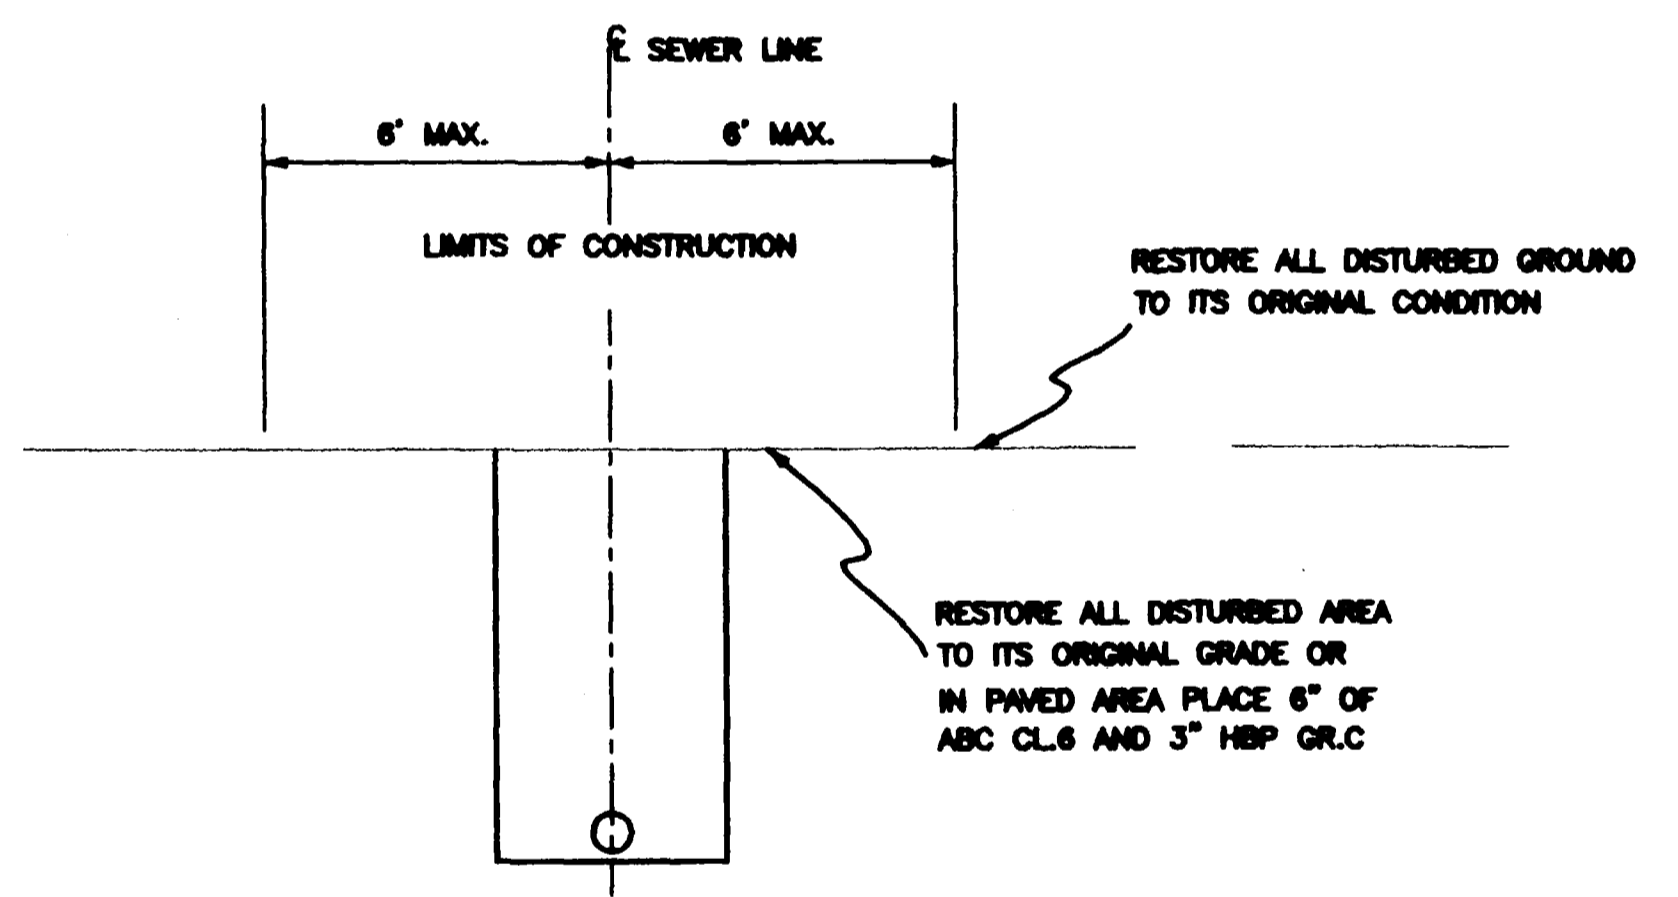 ℄ SEWER LINE
6' MAX. 6' MAX.
LIMITS OF CONSTRUCTION
RESTORE ALL DISTURBED GROUND
TO ITS ORIGINAL CONDITION
RESTORE ALL DISTURBED AREA
TO ITS ORIGINAL GRADE OR
IN PAVED AREA PLACE 6" OF
ABC CL.6 AND 3" HBP GR.C